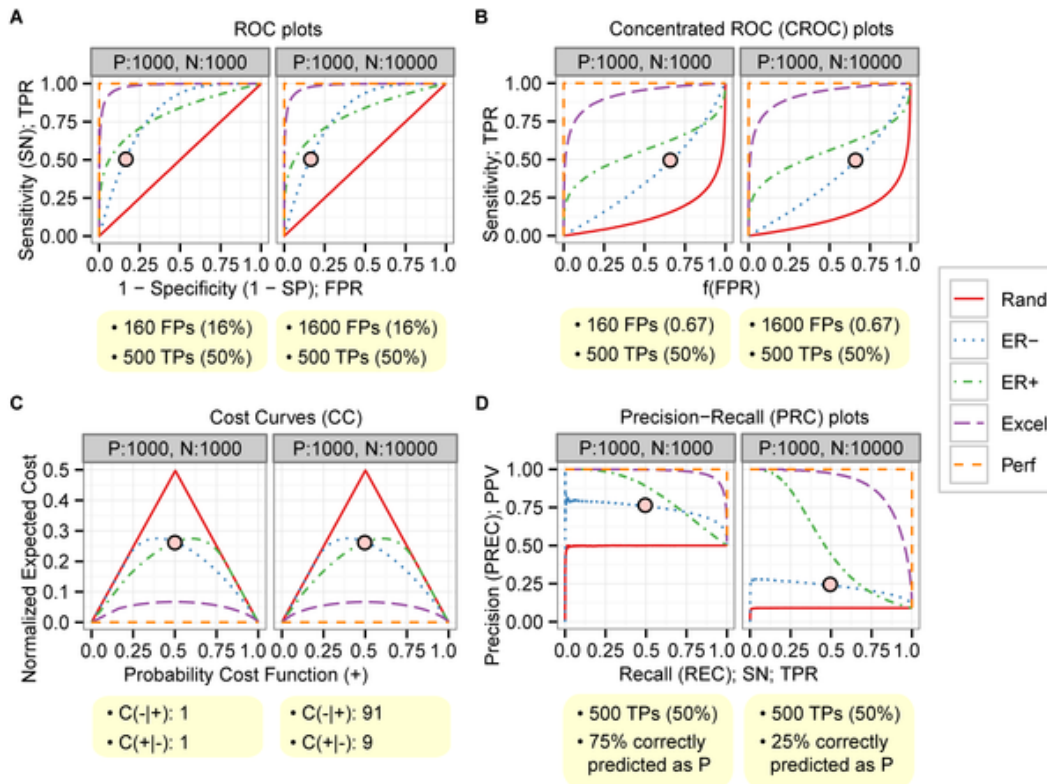 A
ROC plots
P:1000, N:1000
P:1000, N:10000
Sensitivity (SN); TPR
1.00
0.75
0.50
0.25
0.00
0.0 0.25 0.5 0.75 1.0
0.0 0.25 0.5 0.75 1.0
1 − Specificity (1 − SP); FPR
• 160 FPs (16%)
• 500 TPs (50%)
• 1600 FPs (16%)
• 500 TPs (50%)
B
Concentrated ROC (CROC) plots
P:1000, N:1000
P:1000, N:10000
Sensitivity; TPR
1.00
0.75
0.50
0.25
0.00
0.0 0.25 0.5 0.75 1.0
0.0 0.25 0.5 0.75 1.0
f(FPR)
• 160 FPs (0.67)
• 500 TPs (50%)
• 1600 FPs (0.67)
• 500 TPs (50%)
Rand
ER−
ER+
Excel
Perf
C
Cost Curves (CC)
P:1000, N:1000
P:1000, N:10000
Normalized Expected Cost
0.5
0.4
0.3
0.2
0.1
0.0
0.0 0.25 0.5 0.75 1.0
0.0 0.25 0.5 0.75 1.0
Probability Cost Function (+)
• C(-|+): 1
• C(+|-): 1
• C(-|+): 91
• C(+|-): 9
D
Precision−Recall (PRC) plots
P:1000, N:1000
P:1000, N:10000
Precision (PREC); PPV
1.00
0.75
0.50
0.25
0.00
0.0 0.25 0.5 0.75 1.0
0.0 0.25 0.5 0.75 1.0
Recall (REC); SN; TPR
• 500 TPs (50%)
• 75% correctly
predicted as P
• 500 TPs (50%)
• 25% correctly
predicted as P